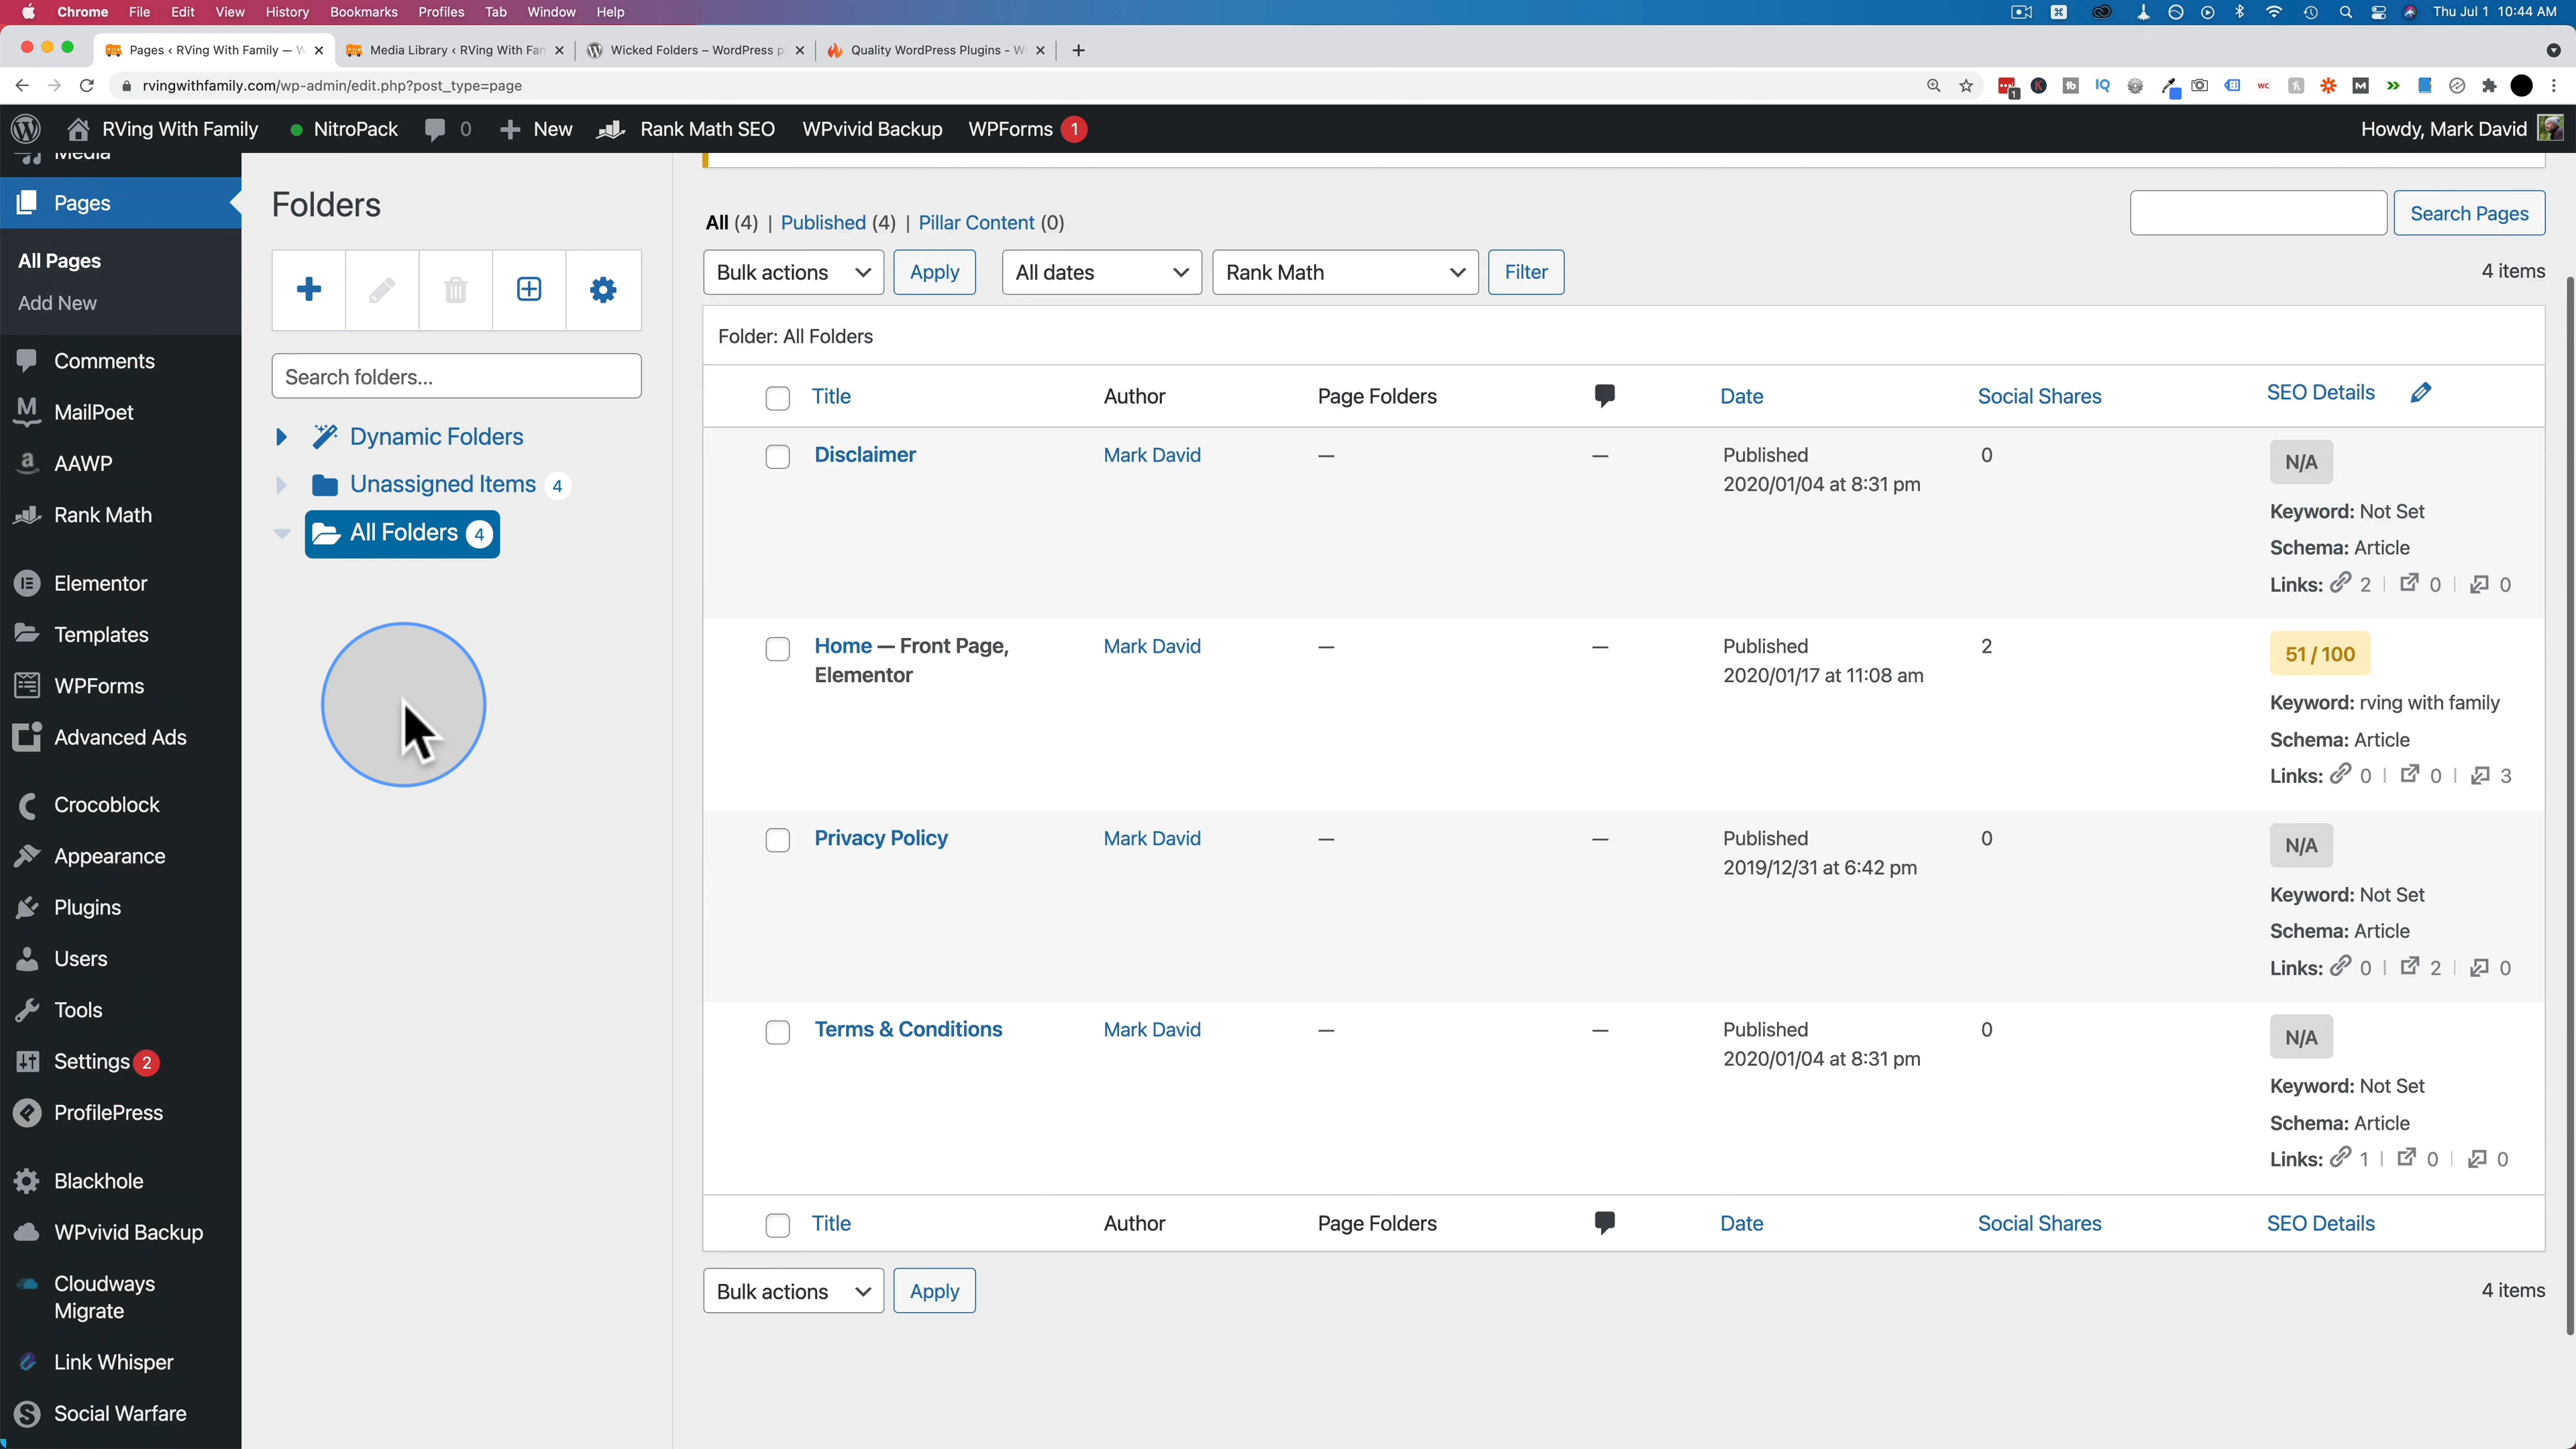 Chrome File Edit View History Bookmarks Profiles Tab Window Help Thu Jul 1 10:44 AM
Pages ‹ RVing With Family — W Media Library ‹ RVing With Fan Wicked Folders – WordPress pl Quality WordPress Plugins - W
rvingwithfamily.com/wp-admin/edit.php?post_type=page
RVing With Family NitroPack 0 New Rank Math SEO WPvivid Backup WPForms 1 Howdy, Mark David
Media
Pages
All Pages
Add New
Comments
MailPoet
AAWP
Rank Math
Elementor
Templates
WPForms
Advanced Ads
Crocoblock
Appearance
Plugins
Users
Tools
Settings 2
ProfilePress
Blackhole
WPvivid Backup
Cloudways
Migrate
Link Whisper
Social Warfare
Folders
Search folders...
Dynamic Folders
Unassigned Items 4
All Folders 4
All (4) | Published (4) | Pillar Content (0)
Search Pages
Bulk actions Apply All dates Rank Math Filter 4 items
Folder: All Folders
Title Author Page Folders Date Social Shares SEO Details
Disclaimer Mark David — — Published 0 N/A
2020/01/04 at 8:31 pm
Keyword: Not Set
Schema: Article
Links: 2 | 0 | 0
Home — Front Page, Mark David — — Published 2 51 / 100
Elementor 2020/01/17 at 11:08 am
Keyword: rving with family
Schema: Article
Links: 0 | 0 | 3
Privacy Policy Mark David — — Published 0 N/A
2019/12/31 at 6:42 pm
Keyword: Not Set
Schema: Article
Links: 0 | 2 | 0
Terms & Conditions Mark David — — Published 0 N/A
2020/01/04 at 8:31 pm
Keyword: Not Set
Schema: Article
Links: 1 | 0 | 0
Title Author Page Folders Date Social Shares SEO Details
Bulk actions Apply 4 items